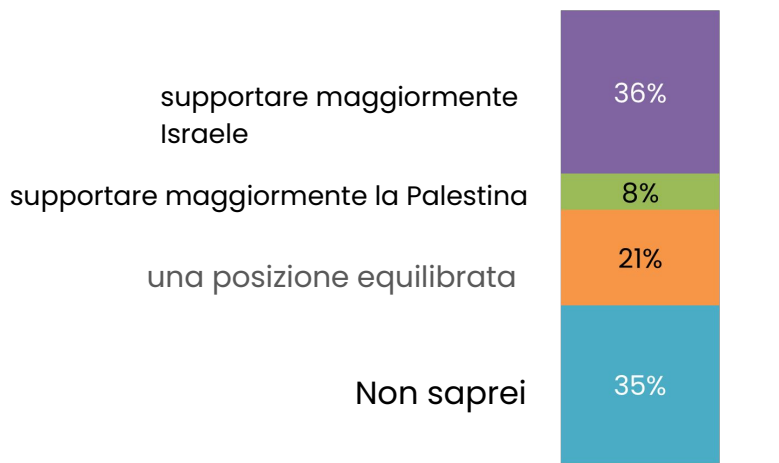 supportare maggiormente
Israele
36%
supportare maggiormente la Palestina
8%
una posizione equilibrata
21%
Non saprei
35%